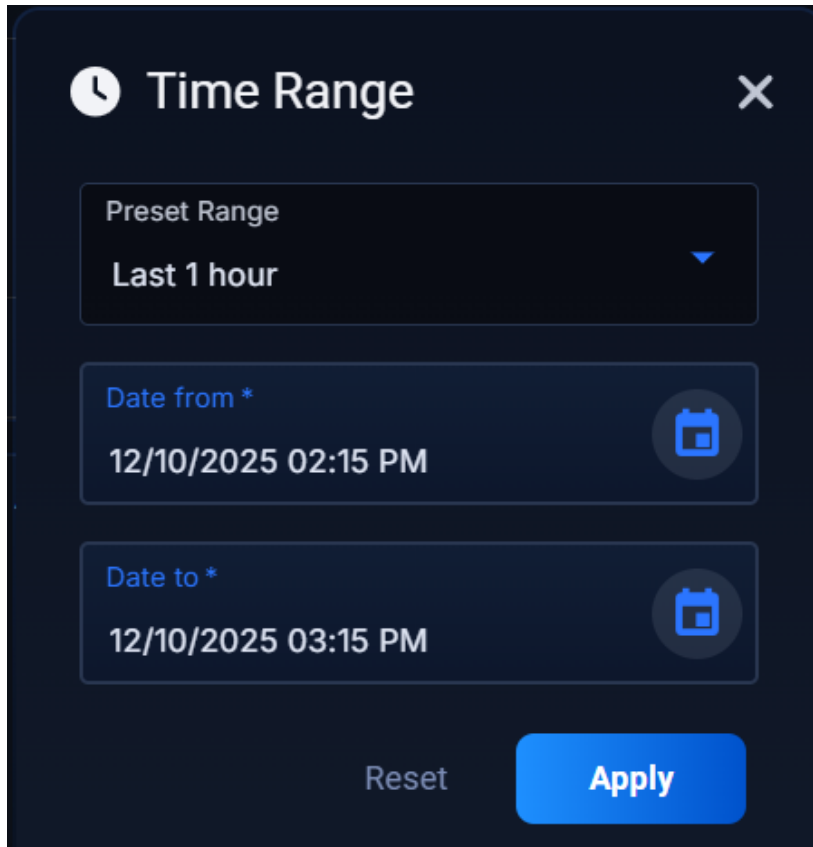 Time Range
Preset Range
Last 1 hour
Date from *
12/10/2025 02:15 PM
Date to *
12/10/2025 03:15 PM
Reset Apply